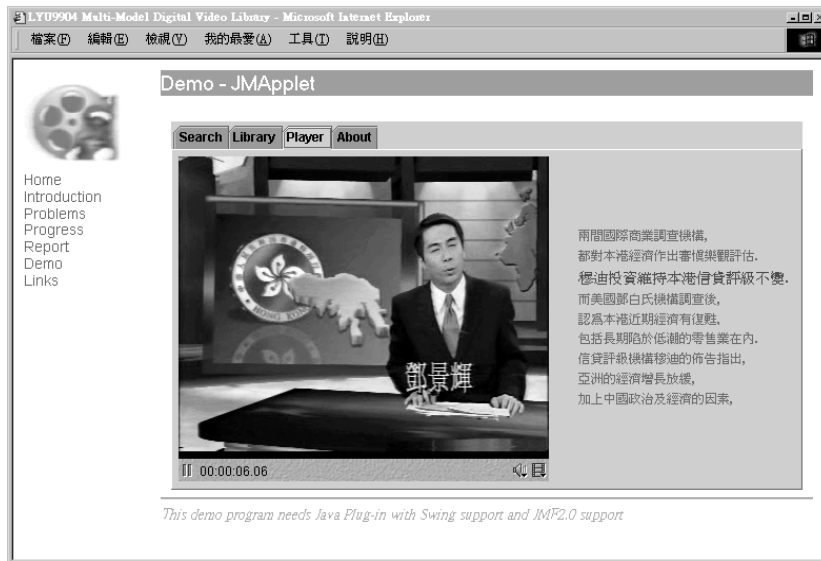 LYU9904 Multi-Model Digital Video Library - Microsoft Internet Explorer
檔案(F) 編輯(E) 檢視(V) 我的最愛(A) 工具(T) 說明(H)
Demo - JMApplet
Search Library Player About
Home
Introduction
Problems
Progress
Report
Demo
Links
HONG KONG
鄧景輝
兩間國際商業調查機構,
都對本港經濟作出審慎樂觀評估.
穆迪投資維持本港信貸評級不變.
而美國鄧白氏機構調查後,
認為本港近期經濟有復甦.
包括長期陷於低潮的零售業在內.
信貸評級機構穆迪的佈告指出,
亞洲的經濟增長放緩,
加上中國政治及經濟的因素,
00:00:06.06
This demo program needs Java Plug-in with Swing support and JMF2.0 support